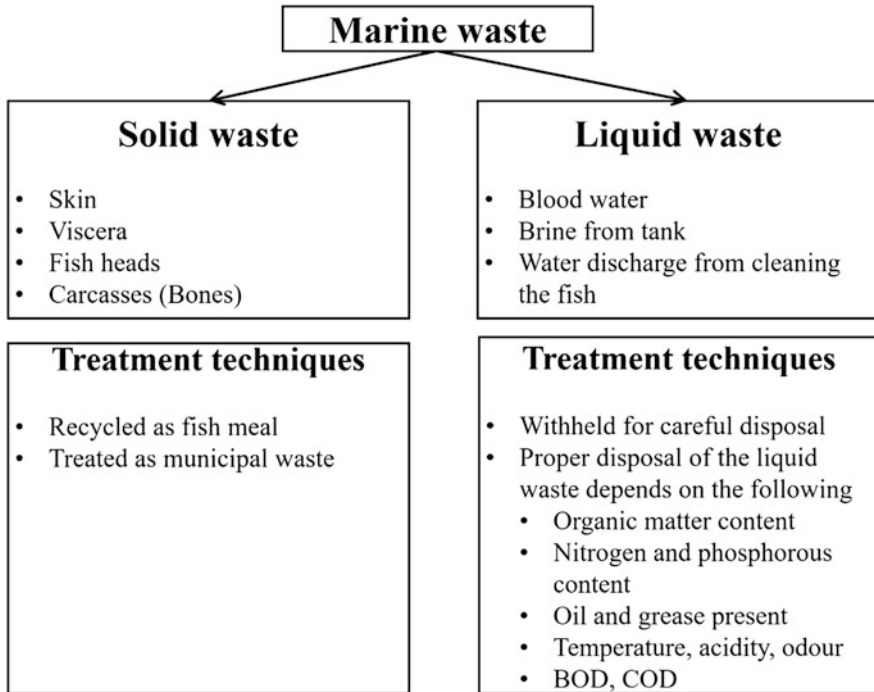 Marine waste
Solid waste
• Skin
• Viscera
• Fish heads
• Carcasses (Bones)
Liquid waste
• Blood water
• Brine from tank
• Water discharge from cleaning
the fish
Treatment techniques
• Recycled as fish meal
• Treated as municipal waste
Treatment techniques
• Withheld for careful disposal
• Proper disposal of the liquid
waste depends on the following
• Organic matter content
• Nitrogen and phosphorous
content
• Oil and grease present
• Temperature, acidity, odour
• BOD, COD